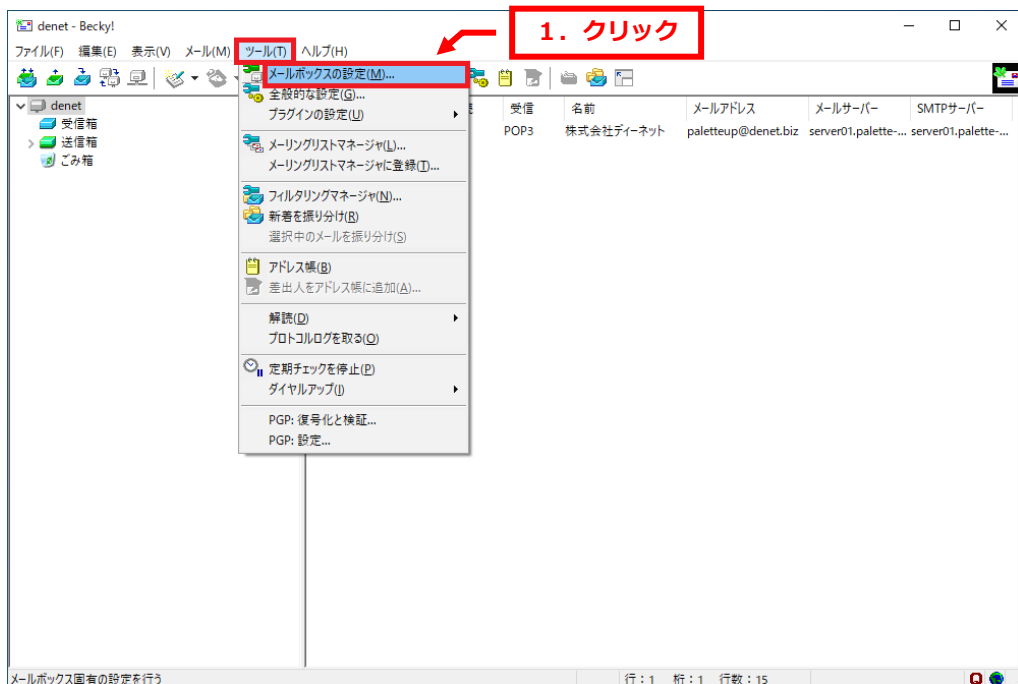 denet - Becky!
1．クリック
ファイル(F) 編集(E) 表示(V) メール(M) ツール(T) ヘルプ(H)
メールボックスの設定(M)...
全般的な設定(G)...
プラグインの設定(U)
メーリングリストマネージャ(L)...
メーリングリストマネージャに登録(T)...
フィルタリングマネージャ(N)...
新着を振り分け(R)
選択中のメールを振り分け(S)
アドレス帳(B)
差出人をアドレス帳に追加(A)...
解読(D)
プロトコルログを取る(O)
定期チェックを停止(P)
ダイヤルアップ(I)
PGP: 復号化と検証...
PGP: 設定...
denet
受信箱
送信箱
ごみ箱
受信 名前 メールアドレス メールサーバー SMTPサーバー
POP3 株式会社ディーネット paletteup@denet.biz server01.palette-... server01.palette-...
メールボックス固有の設定を行う 行：1 桁：1 行数：15